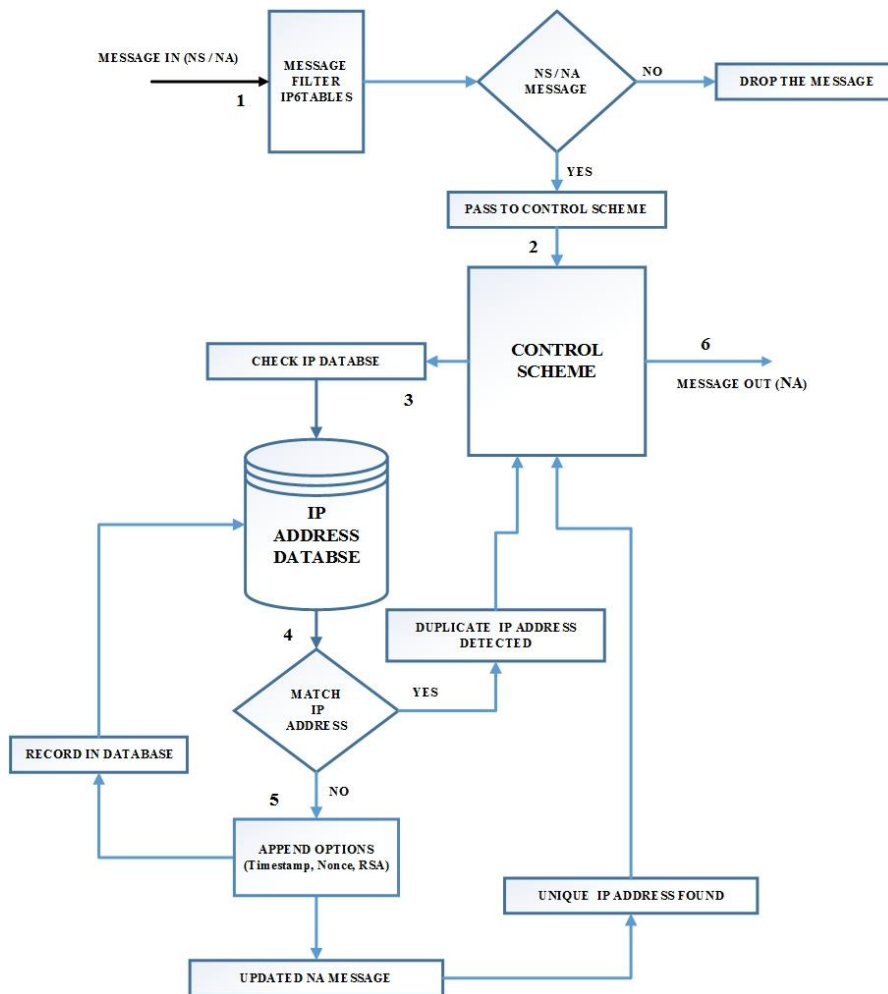 MESSAGE IN (NS / NA)
1
MESSAGE
FILTER
IP6TABLES
NS / NA
MESSAGE
NO
DROP THE MESSAGE
YES
PASS TO CONTROL SCHEME
2
CONTROL
SCHEME
6
MESSAGE OUT (NA)
CHECK IP DATABSE
3
IP
ADDRESS
DATABSE
4
DUPLICATE IP ADDRESS
DETECTED
MATCH
IP
ADDRESS
YES
RECORD IN DATABASE
NO
5
APPEND OPTIONS
(Timestamp, Nonce, RSA)
UNIQUE IP ADDRESS FOUND
UPDATED NA MESSAGE